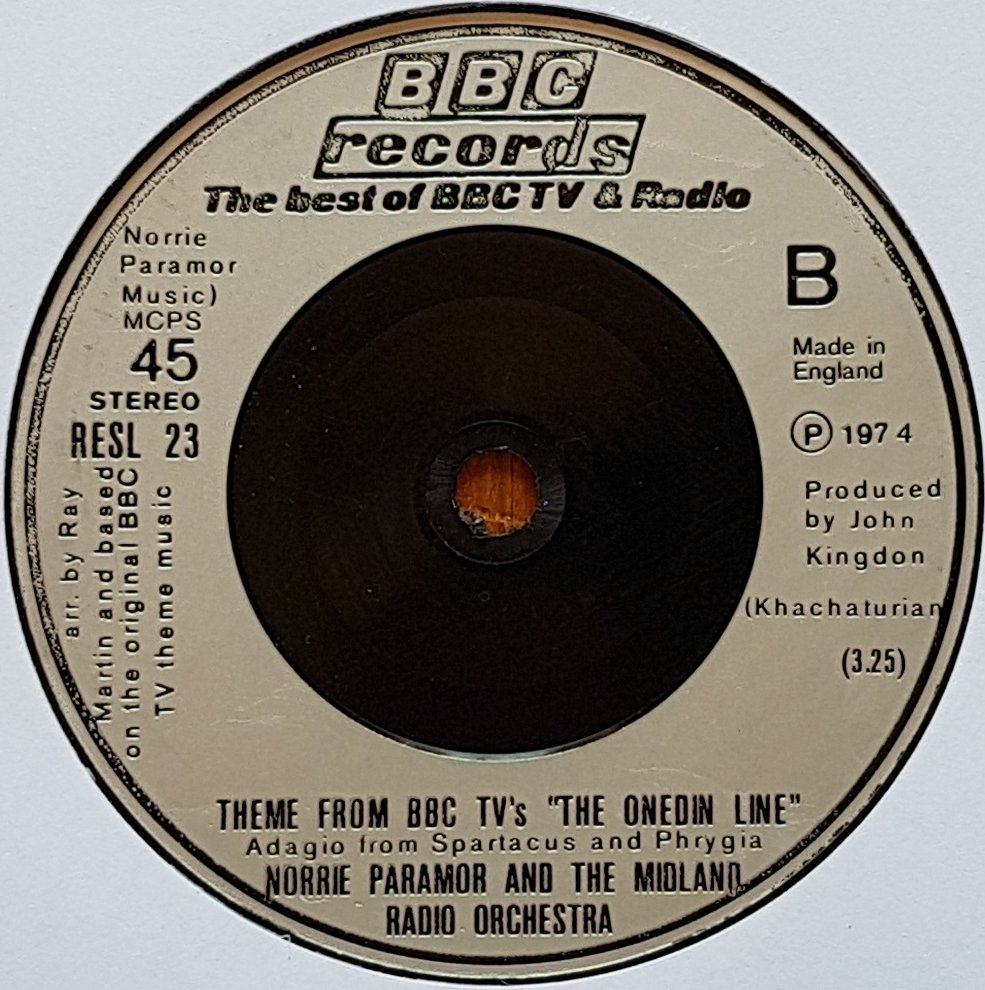 BBC
records
The best of BBC TV & Radio
Norrie
Paramor
Music)
MCPS
45
STEREO
RESL 23
arr. by Ray
Martin and based
on the original BBC
TV theme music
B
Made in
England
Ⓟ 1974
Produced
by John
Kingdon
(Khachaturian
(3.25)
THEME FROM BBC TV's "THE ONEDIN LINE"
Adagio from Spartacus and Phrygia
NORRIE PARAMOR AND THE MIDLAND
RADIO ORCHESTRA